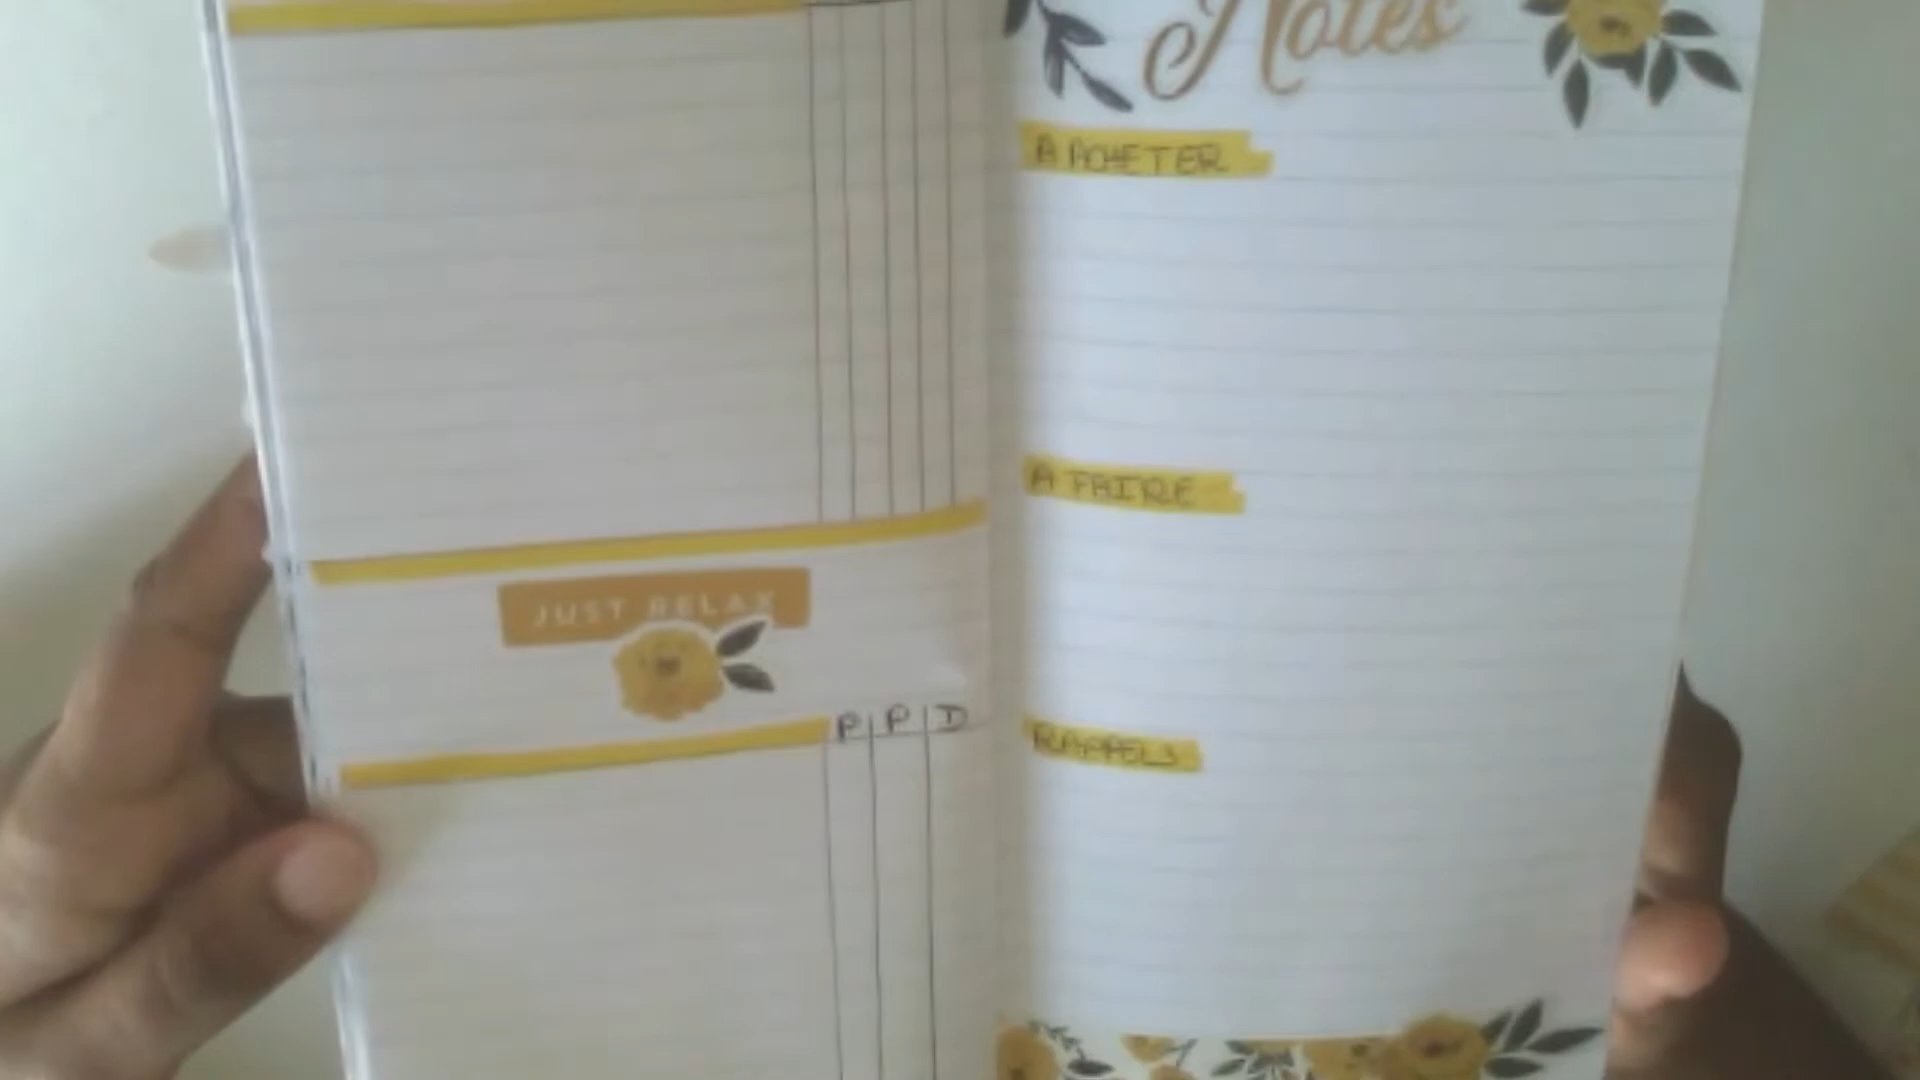 JUST RELAX
P P D
Notes
A ACHETER
A FAIRE
RAPPELS